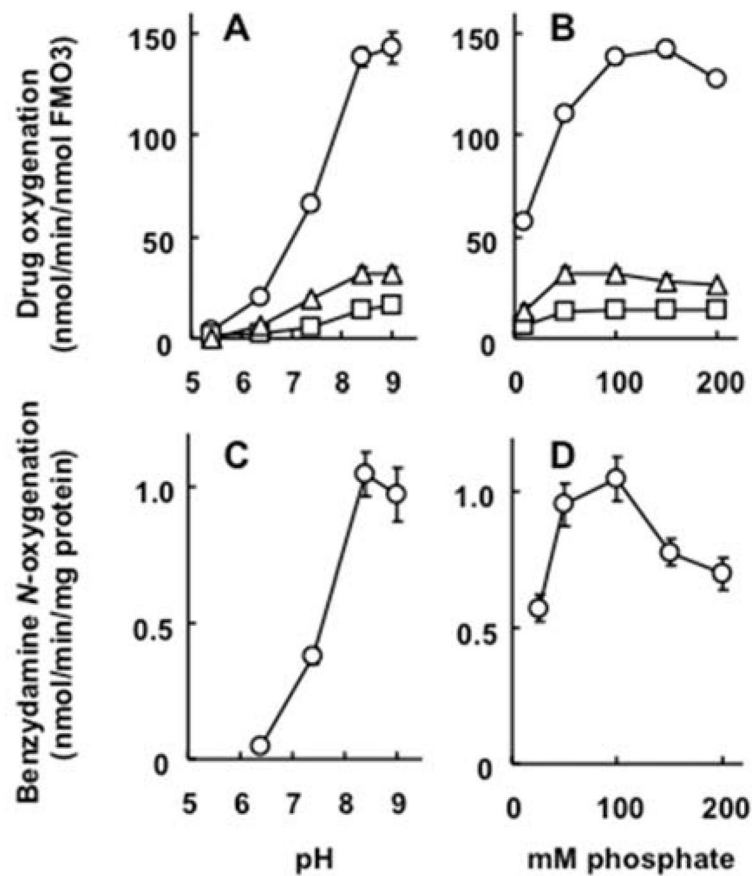 Drug oxygenation
(nmol/min/nmol FMO3)
A
150
100
50
0
5 6 7 8 9
B
150
100
50
0
0 100 200
Benzydamine N-oxygenation
(nmol/min/mg protein)
C
1.0
0.5
0
5 6 7 8 9
pH
D
1.0
0.5
0
0 100 200
mM phosphate